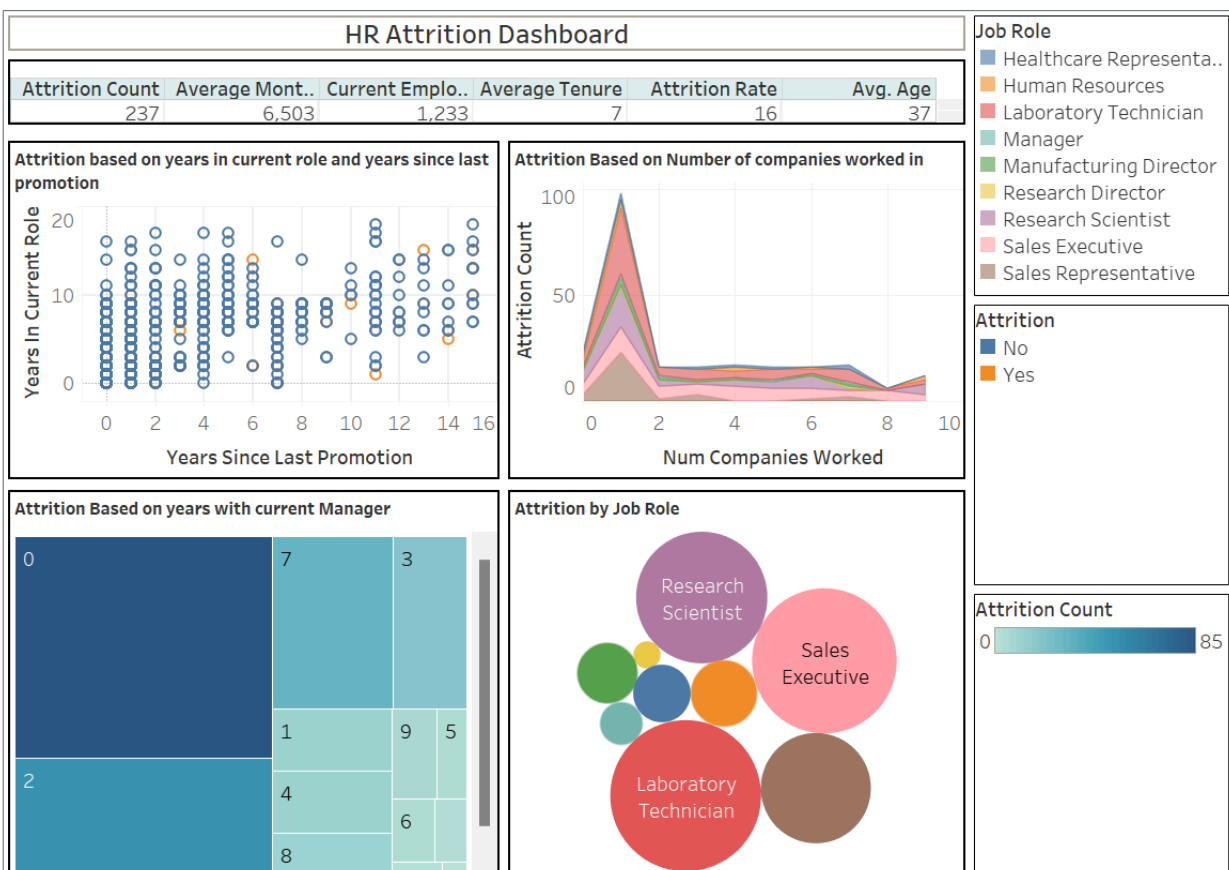 HR Attrition Dashboard
Attrition Count Average Mont.. Current Emplo.. Average Tenure Attrition Rate Avg. Age
237 6,503 1,233 7 16 37
Attrition based on years in current role and years since last
promotion
Years In Current Role
20
10
0
0 2 4 6 8 10 12 14 16
Years Since Last Promotion
Attrition Based on Number of companies worked in
Attrition Count
100
50
0
0 2 4 6 8 10
Num Companies Worked
Attrition Based on years with current Manager
0
7
3
1
9
5
2
4
6
8
Attrition by Job Role
Research
Scientist
Sales
Executive
Laboratory
Technician
Job Role
Healthcare Representa..
Human Resources
Laboratory Technician
Manager
Manufacturing Director
Research Director
Research Scientist
Sales Executive
Sales Representative
Attrition
No
Yes
Attrition Count
0 85